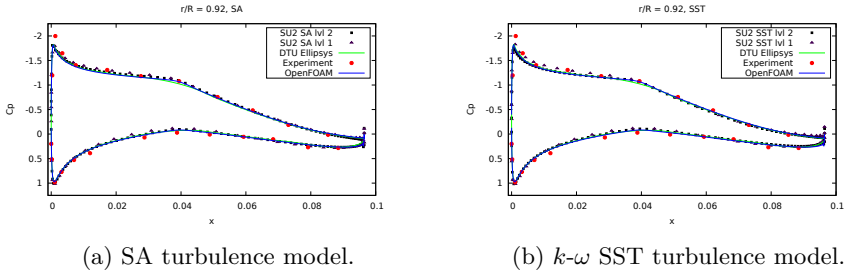 r/R = 0.92, SA
SU2 SA lvl 2
SU2 SA lvl 1
DTU Ellipsys
Experiment
OpenFOAM
-2
-1.5
-1
-0.5
0
0.5
1
Cp
0 0.02 0.04 0.06 0.08 0.1
x
(a) SA turbulence model.
r/R = 0.92, SST
SU2 SST lvl 2
SU2 SST lvl 1
DTU Ellipsys
Experiment
OpenFOAM
-2
-1.5
-1
-0.5
0
0.5
1
Cp
0 0.02 0.04 0.06 0.08 0.1
x
(b) k-ω SST turbulence model.